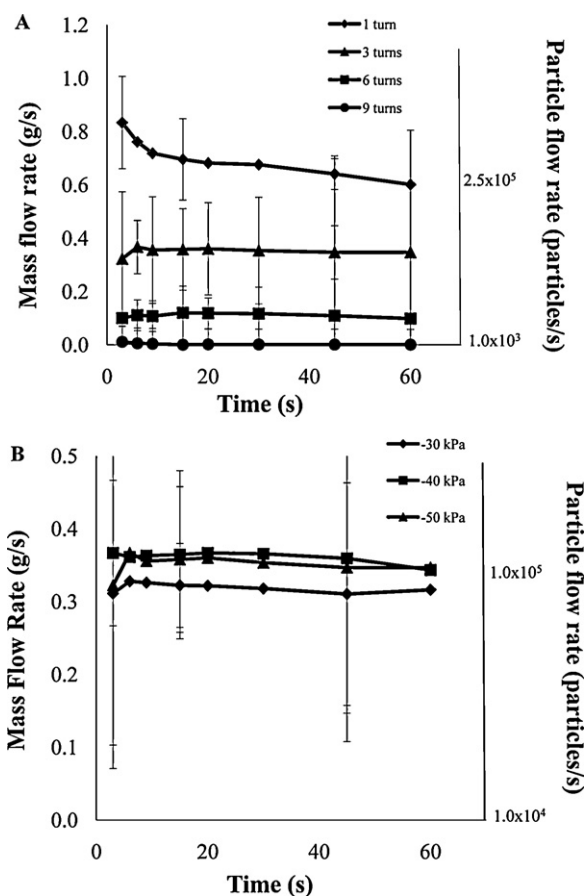 A
1 turn
3 turns
6 turns
9 turns
1.2
1.0
0.8
0.6
0.4
0.2
0.0
Mass flow rate (g/s)
2.5x10⁵
1.0x10³
Particle flow rate (particles/s)
0 20 40 60
Time (s)
B
-30 kPa
-40 kPa
-50 kPa
0.5
0.4
0.3
0.2
0.1
0.0
Mass Flow Rate (g/s)
1.0x10⁵
1.0x10⁴
Particle flow rate (particles/s)
0 20 40 60
Time (s)